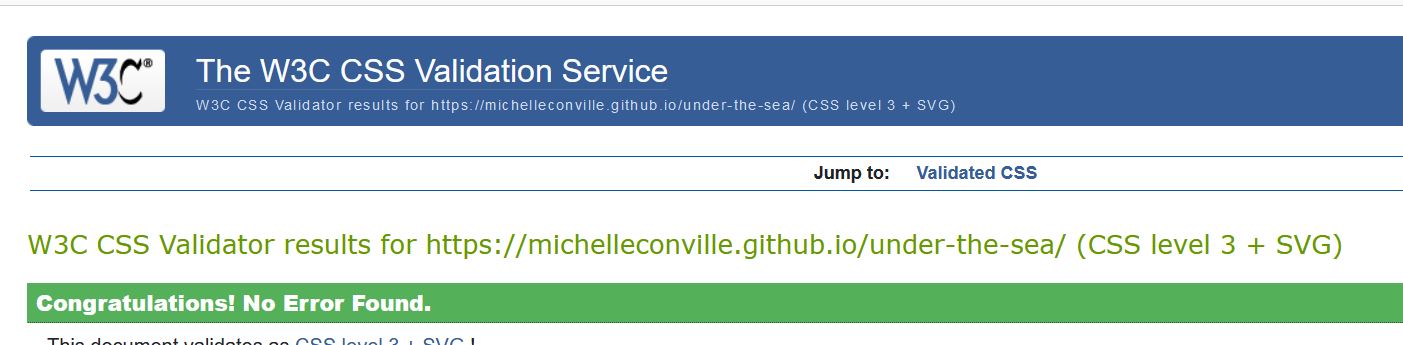 W3C®
The W3C CSS Validation Service
W3C CSS Validator results for https://michelleconville.github.io/under-the-sea/ (CSS level 3 + SVG)
Jump to: Validated CSS
W3C CSS Validator results for https://michelleconville.github.io/under-the-sea/ (CSS level 3 + SVG)
Congratulations! No Error Found.
This document validates as CSS level 3 + SVG !